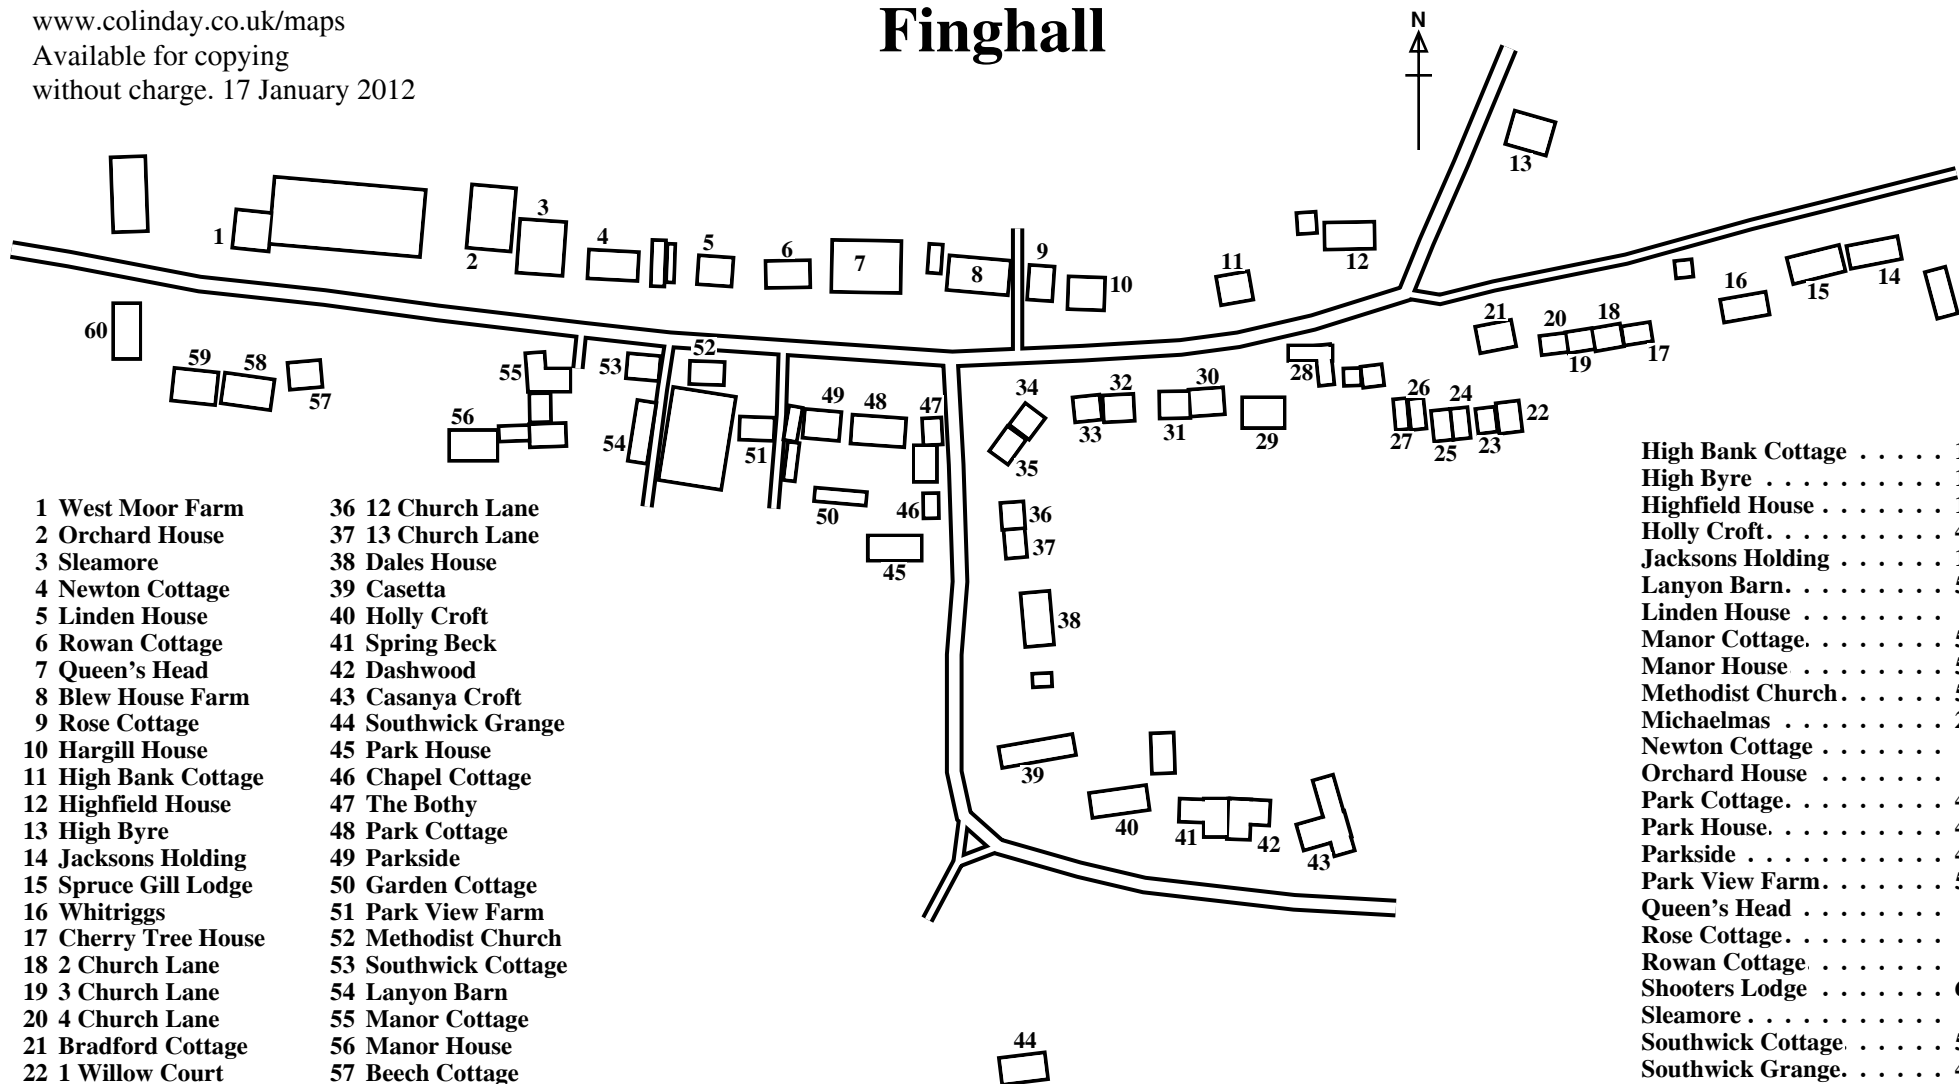 www.colinday.co.uk/maps
Available for copying
without charge. 17 January 2012
Finghall
N
13
1
2
3
4
5
6
7
8
9
10
11
12
16
15
14
60
59
58
57
55
56
53
54
52
51
49
48
47
50
46
45
34
35
33
32
31
30
29
28
21
20
19
18
17
27
26
25
24
23
22
36
37
38
39
40
41
42
43
44
1 West Moor Farm
2 Orchard House
3 Sleamore
4 Newton Cottage
5 Linden House
6 Rowan Cottage
7 Queen's Head
8 Blew House Farm
9 Rose Cottage
10 Hargill House
11 High Bank Cottage
12 Highfield House
13 High Byre
14 Jacksons Holding
15 Spruce Gill Lodge
16 Whitriggs
17 Cherry Tree House
18 2 Church Lane
19 3 Church Lane
20 4 Church Lane
21 Bradford Cottage
22 1 Willow Court
36 12 Church Lane
37 13 Church Lane
38 Dales House
39 Casetta
40 Holly Croft
41 Spring Beck
42 Dashwood
43 Casanya Croft
44 Southwick Grange
45 Park House
46 Chapel Cottage
47 The Bothy
48 Park Cottage
49 Parkside
50 Garden Cottage
51 Park View Farm
52 Methodist Church
53 Southwick Cottage
54 Lanyon Barn
55 Manor Cottage
56 Manor House
57 Beech Cottage
High Bank Cottage . . . . .
High Byre . . . . . . . . . .
Highfield House . . . . . . .
Holly Croft. . . . . . . . . .
Jacksons Holding . . . . . .
Lanyon Barn. . . . . . . . .
Linden House . . . . . . . .
Manor Cottage. . . . . . . .
Manor House . . . . . . . .
Methodist Church. . . . . .
Michaelmas . . . . . . . . .
Newton Cottage . . . . . . .
Orchard House . . . . . . .
Park Cottage. . . . . . . . .
Park House. . . . . . . . . .
Parkside . . . . . . . . . . .
Park View Farm. . . . . . .
Queen's Head . . . . . . . .
Rose Cottage. . . . . . . . .
Rowan Cottage. . . . . . . .
Shooters Lodge . . . . . . .
Sleamore . . . . . . . . . . .
Southwick Cottage. . . . . .
Southwick Grange. . . . . .